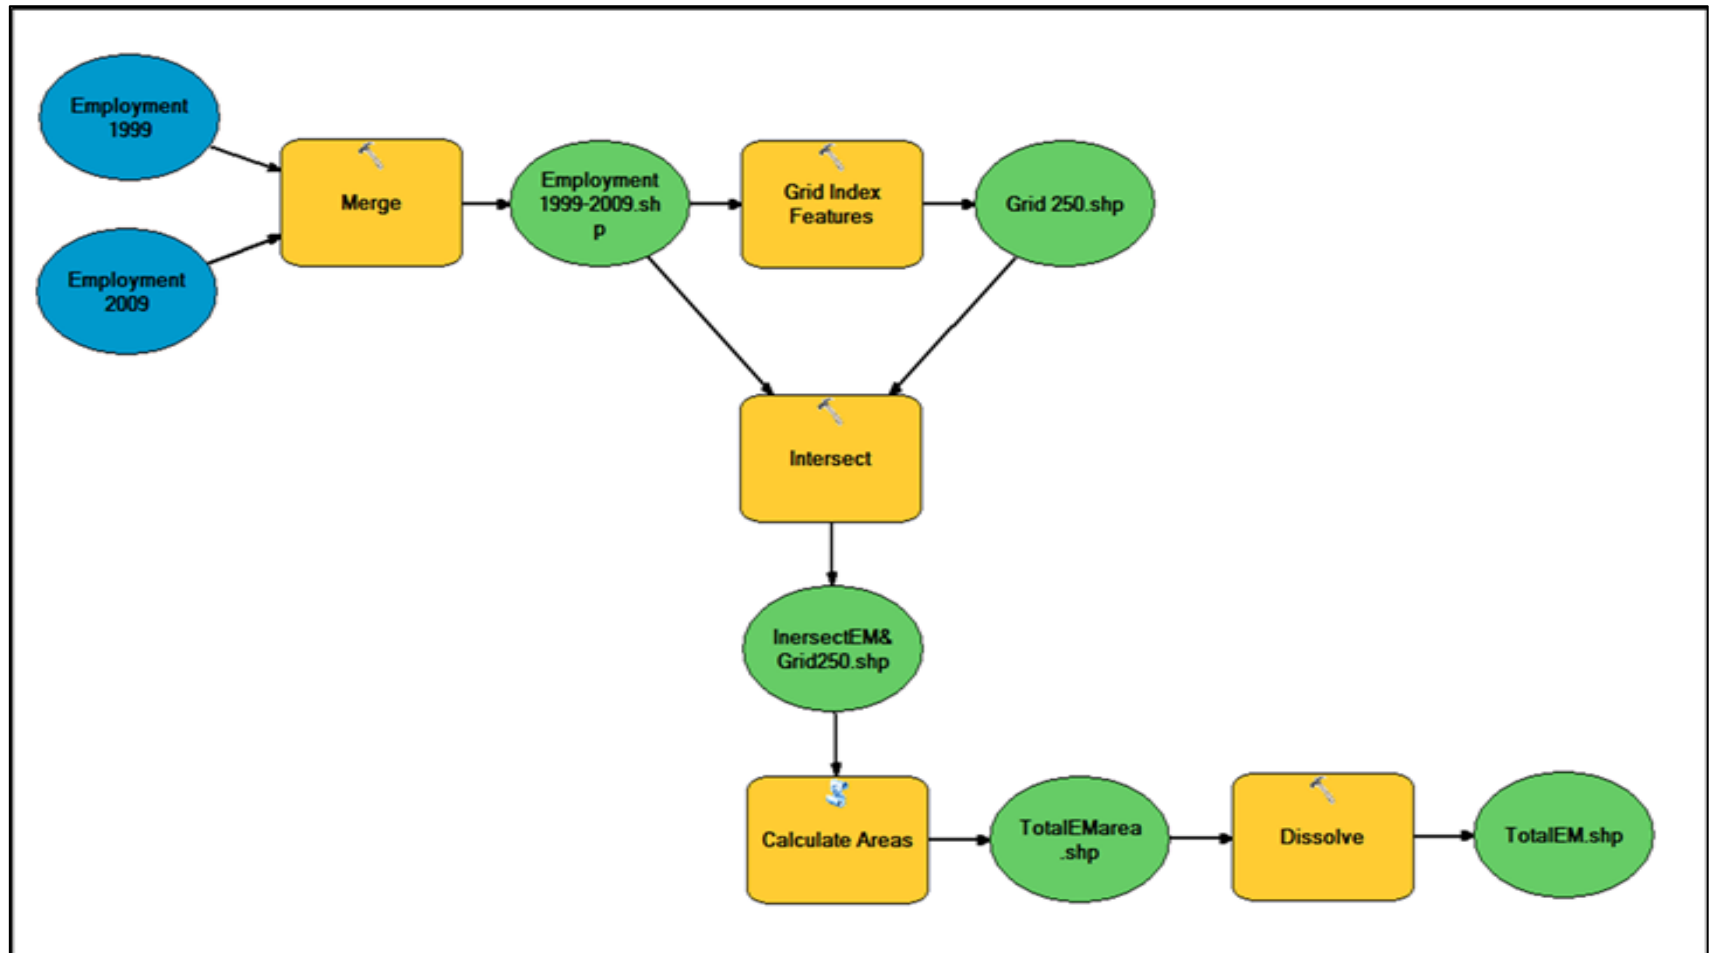 Employment
1999
Merge
Employment
1999-2009.sh
p
Grid Index
Features
Grid 250.shp
Employment
2009
Intersect
InersectEM&
Grid250.shp
Calculate Areas
TotalEMarea
.shp
Dissolve
TotalEM.shp